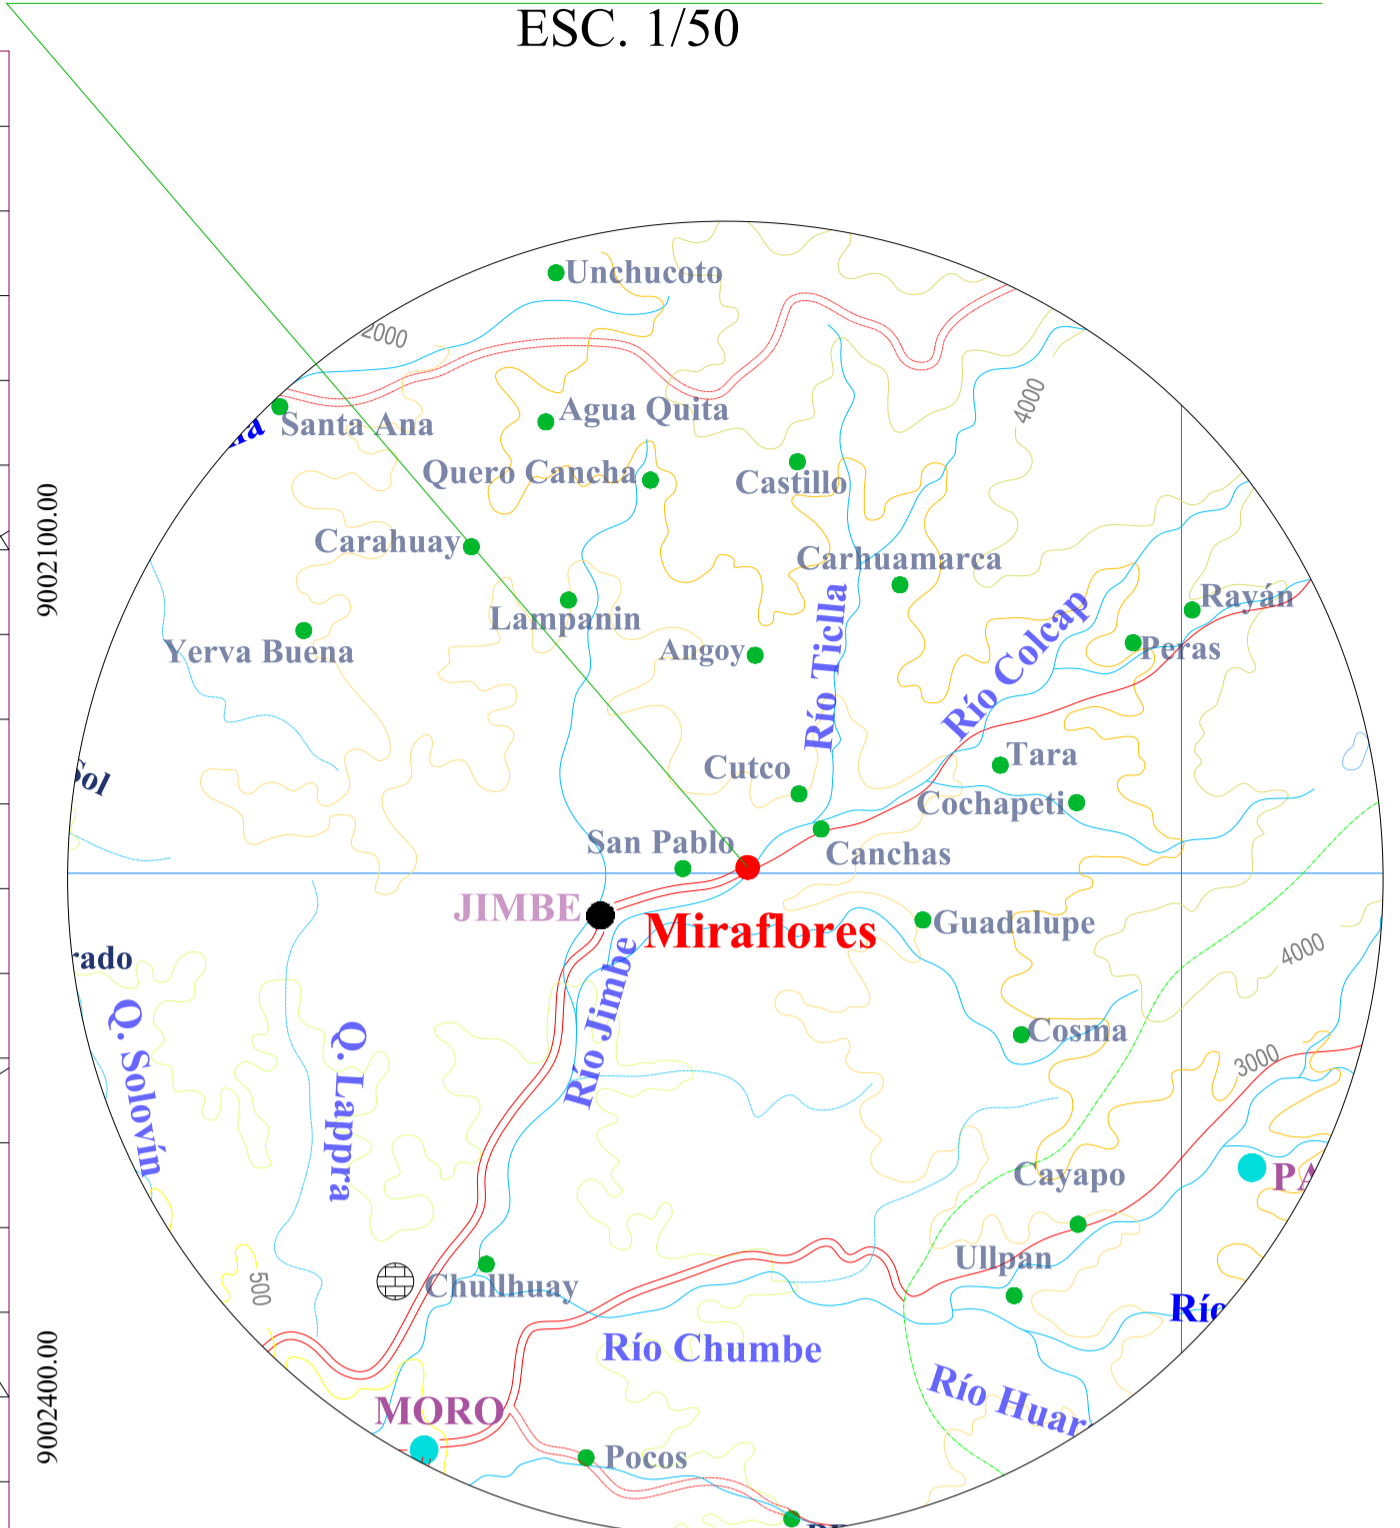 ESC. 1/50
Unchucoto
2000
4000
Agua Quita
Santa Ana
Quero Cancha
Castillo
9002100.00
Carahuay
Carhuamarca
Rayán
Lampanin
Río Ticlla
Río Colcap
Yerva Buena
Angoy
Peras
Tara
Cutco
Cochapeti
San Pablo
Canchas
JIMBE
Miraflores
Guadalupe
4000
Río Jimbe
Q. Solovín
Q. Lappra
Cosma
3000
Cayapo
Ullpan
500
Chullhuay
Río Chumbe
9002400.00
Río Huar
MORO
Pocos